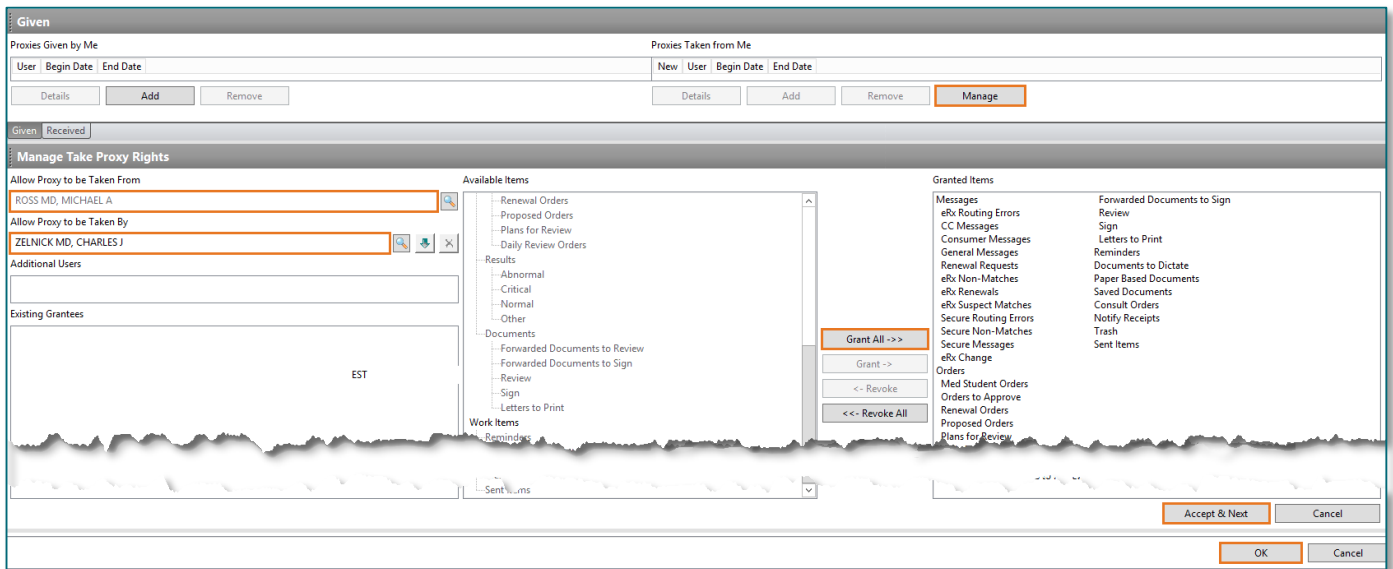 Given
Proxies Given by Me
Proxies Taken from Me
User Begin Date End Date
New User Begin Date End Date
Details Add Remove
Details Add Remove Manage
Given Received
Manage Take Proxy Rights
Allow Proxy to be Taken From
ROSS MD, MICHAEL A
Allow Proxy to be Taken By
ZELNICK MD, CHARLES J
Additional Users
Existing Grantees
EST
Available Items
Renewal Orders
Proposed Orders
Plans for Review
Daily Review Orders
Results
Abnormal
Critical
Normal
Other
Documents
Forwarded Documents to Review
Forwarded Documents to Sign
Review
Sign
Letters to Print
Work Items
Reminders
Sent Items
Grant All ->>
Grant ->
<- Revoke
<<- Revoke All
Granted Items
Messages
eRx Routing Errors
CC Messages
Consumer Messages
General Messages
Renewal Requests
eRx Non-Matches
eRx Renewals
eRx Suspect Matches
Secure Routing Errors
Secure Non-Matches
Secure Messages
eRx Change
Orders
Med Student Orders
Orders to Approve
Renewal Orders
Proposed Orders
Plans for Review
Forwarded Documents to Sign
Review
Sign
Letters to Print
Reminders
Documents to Dictate
Paper Based Documents
Saved Documents
Consult Orders
Notify Receipts
Trash
Sent Items
Accept & Next Cancel
OK Cancel